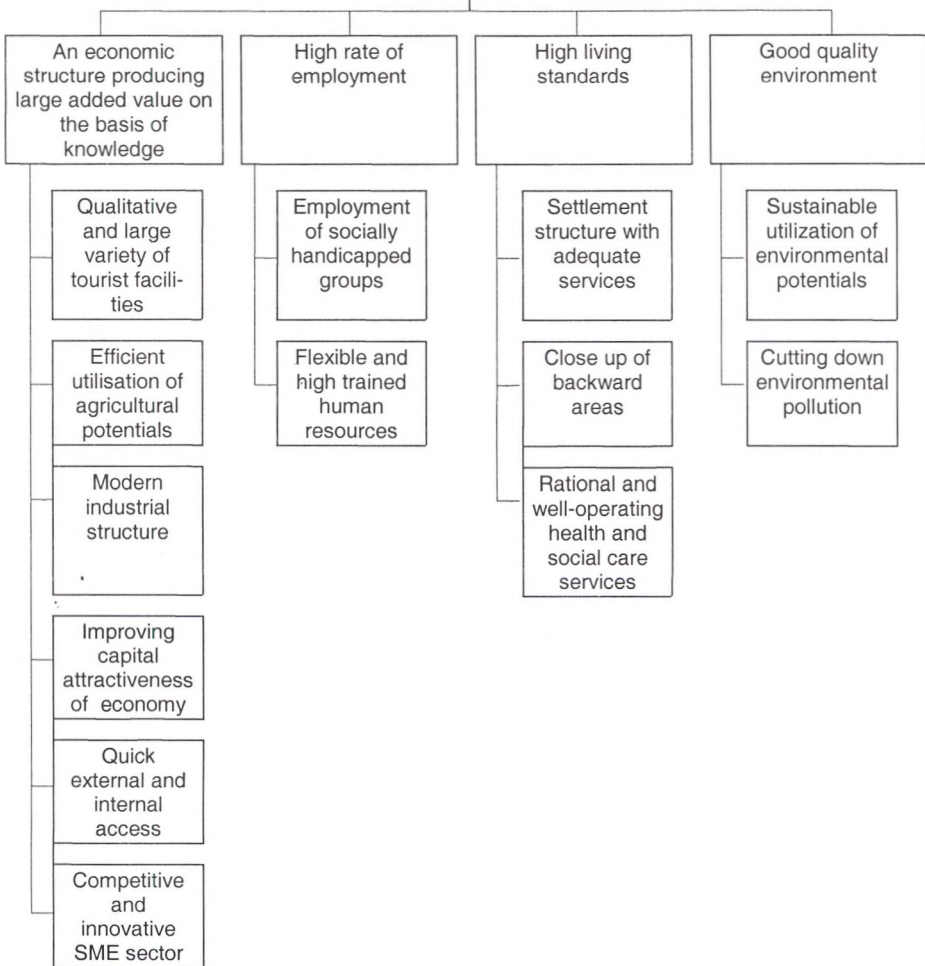 An economic
structure producing
large added value on
the basis of
knowledge
High rate of
employment
High living
standards
Good quality
environment
Qualitative
and large
variety of
tourist facili-
ties
Efficient
utilisation of
agricultural
potentials
Modern
industrial
structure
Improving
capital
attractiveness
of economy
Quick
external and
internal
access
Competitive
and
innovative
SME sector
Employment
of socially
handicapped
groups
Flexible and
high trained
human
resources
Settlement
structure with
adequate
services
Close up of
backward
areas
Rational and
well-operating
health and
social care
services
Sustainable
utilization of
environmental
potentials
Cutting down
environmental
pollution